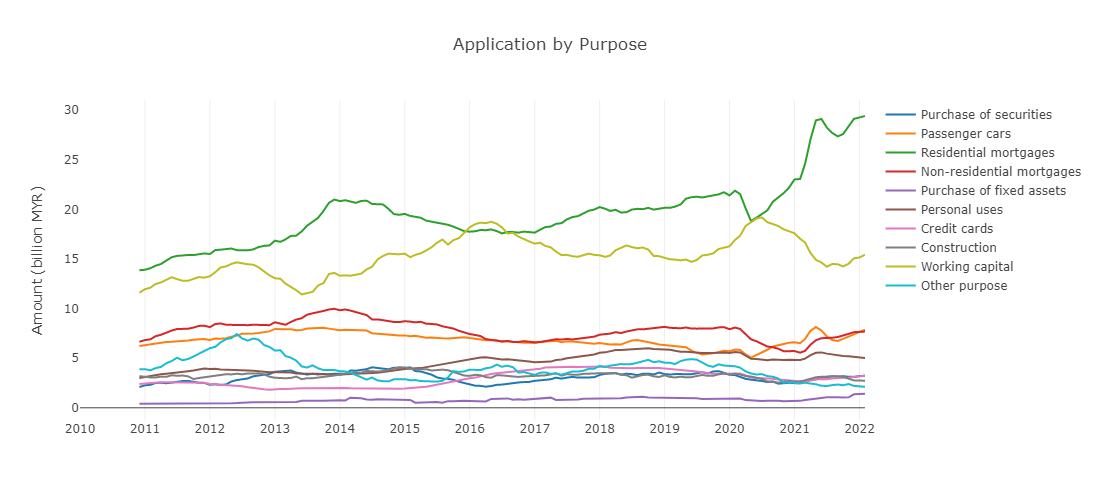 Application by Purpose
Amount (billion MYR)
30
25
20
15
10
5
0
2010 2011 2012 2013 2014 2015 2016 2017 2018 2019 2020 2021 2022
Purchase of securities
Passenger cars
Residential mortgages
Non-residential mortgages
Purchase of fixed assets
Personal uses
Credit cards
Construction
Working capital
Other purpose